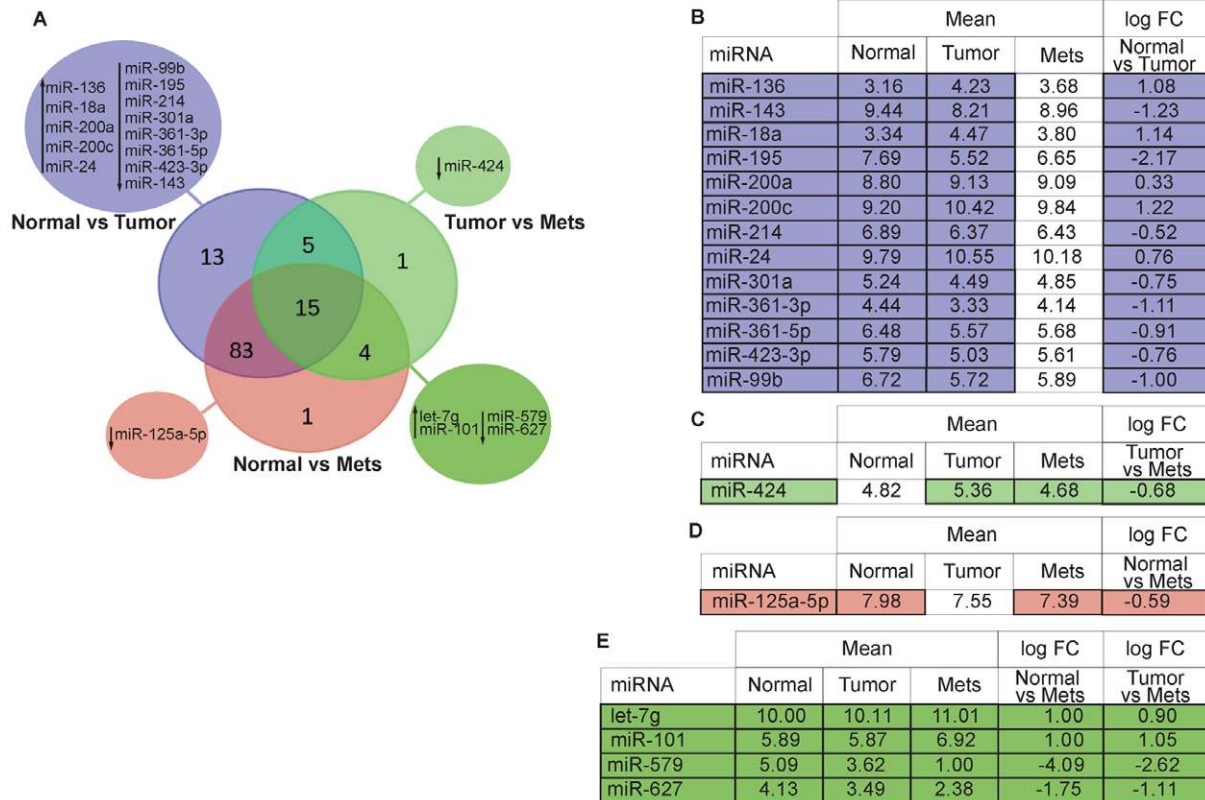 A
miR-136
miR-18a
miR-200a
miR-200c
miR-24
miR-99b
miR-195
miR-214
miR-301a
miR-361-3p
miR-361-5p
miR-423-3p
miR-143
Normal vs Tumor
miR-424
Tumor vs Mets
13
5
1
15
83
4
1
miR-125a-5p
let-7g
miR-101
miR-579
miR-627
Normal vs Mets
B
Mean log FC
miRNA Normal Tumor Mets Normal vs Tumor
miR-136 3.16 4.23 3.68 1.08
miR-143 9.44 8.21 8.96 -1.23
miR-18a 3.34 4.47 3.80 1.14
miR-195 7.69 5.52 6.65 -2.17
miR-200a 8.80 9.13 9.09 0.33
miR-200c 9.20 10.42 9.84 1.22
miR-214 6.89 6.37 6.43 -0.52
miR-24 9.79 10.55 10.18 0.76
miR-301a 5.24 4.49 4.85 -0.75
miR-361-3p 4.44 3.33 4.14 -1.11
miR-361-5p 6.48 5.57 5.68 -0.91
miR-423-3p 5.79 5.03 5.61 -0.76
miR-99b 6.72 5.72 5.89 -1.00
C
Mean log FC
miRNA Normal Tumor Mets Tumor vs Mets
miR-424 4.82 5.36 4.68 -0.68
D
Mean log FC
miRNA Normal Tumor Mets Normal vs Mets
miR-125a-5p 7.98 7.55 7.39 -0.59
E
Mean log FC log FC
miRNA Normal Tumor Mets Normal vs Mets Tumor vs Mets
let-7g 10.00 10.11 11.01 1.00 0.90
miR-101 5.89 5.87 6.92 1.00 1.05
miR-579 5.09 3.62 1.00 -4.09 -2.62
miR-627 4.13 3.49 2.38 -1.75 -1.11